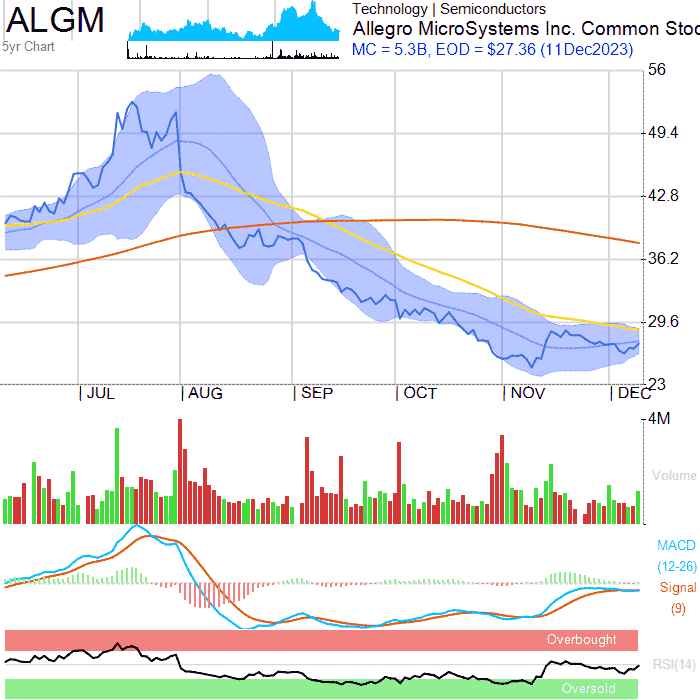 ALGM
5yr Chart
Technology | Semiconductors
Allegro MicroSystems Inc. Common Stoc
MC = 5.3B, EOD = $27.36 (11Dec2023)
56
49.4
42.8
36.2
29.6
23
JUL
AUG
SEP
OCT
NOV
DEC
4M
Volume
MACD
(12-26)
Signal
(9)
Overbought
RSI(14)
Oversold